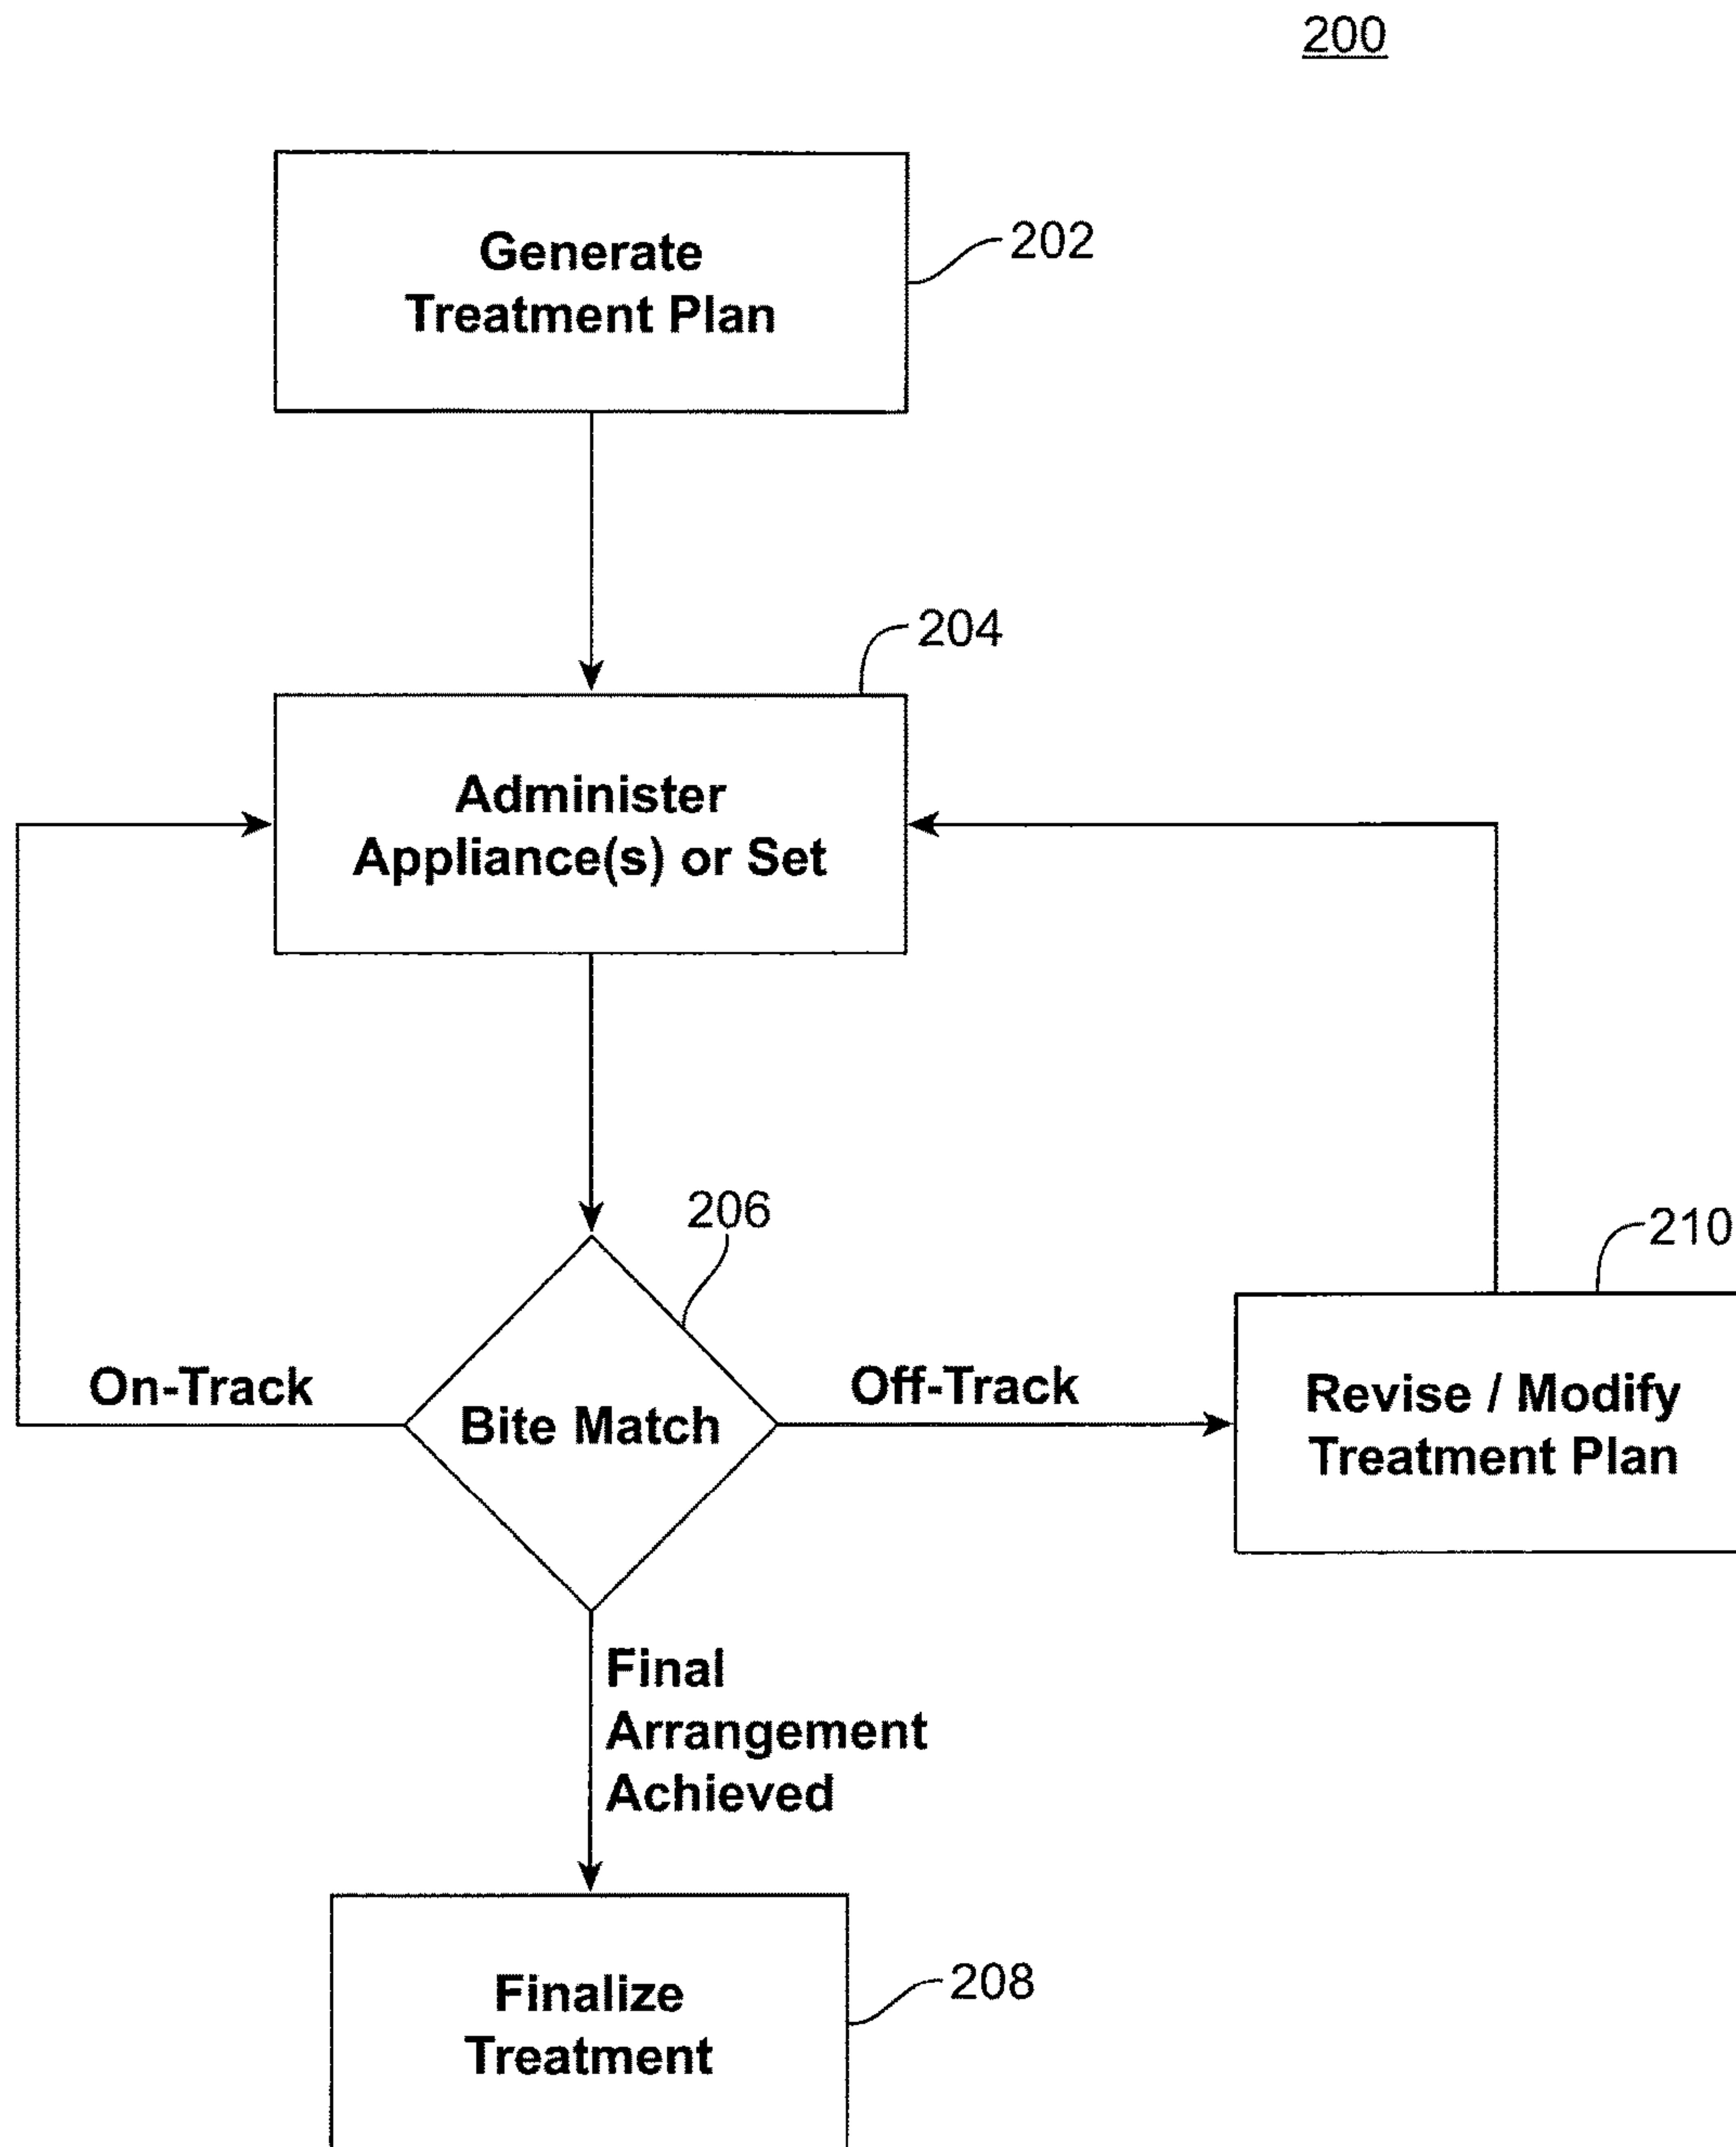 200
Generate
Treatment Plan
202
204
Administer
Appliance(s) or Set
206
210
On-Track
Bite Match
Off-Track
Revise / Modify
Treatment Plan
Final
Arrangement
Achieved
Finalize
Treatment
208